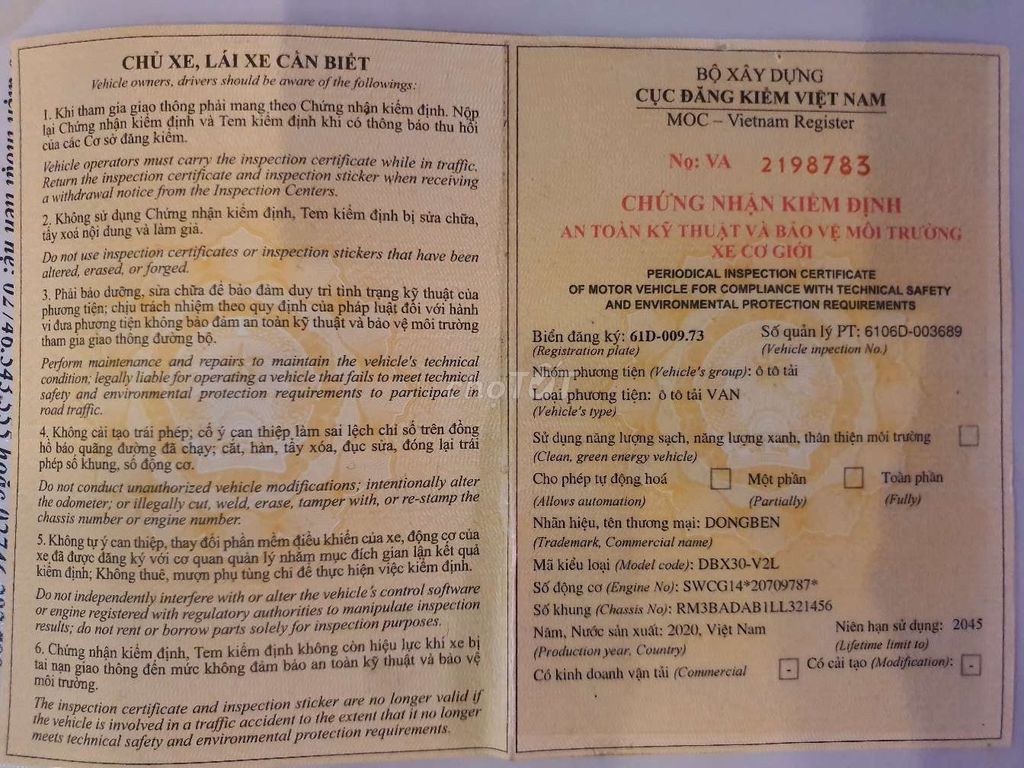 CHỦ XE, LÁI XE CẦN BIẾT
Vehicle owners, drivers should be aware of the followings:
1. Khi tham gia giao thông phải mang theo Chứng nhận kiểm định. Nộp
lại Chứng nhận kiểm định và Tem kiểm định khi có thông báo thu hồi
của các Cơ sở đăng kiểm.
Vehicle operators must carry the inspection certificate while in traffic.
Return the inspection certificate and inspection sticker when receiving
a withdrawal notice from the Inspection Centers.
2. Không sử dụng Chứng nhận kiểm định, Tem kiểm định bị sửa chữa,
tẩy xoá nội dung và làm giả.
Do not use inspection certificates or inspection stickers that have been
altered, erased, or forged.
3. Phải bảo dưỡng, sửa chữa để bảo đảm duy trì tình trạng kỹ thuật của
phương tiện; chịu trách nhiệm theo quy định của pháp luật đối với hành
vi đưa phương tiện không bảo đảm an toàn kỹ thuật và bảo vệ môi trường
tham gia giao thông đường bộ.
Perform maintenance and repairs to maintain the vehicle's technical
condition; legally liable for operating a vehicle that fails to meet technical
safety and environmental protection requirements to participate in
road traffic.
4. Không cải tạo trái phép; cố ý can thiệp làm sai lệch chỉ số trên đồng
hồ báo quãng đường đã chạy; cắt, hàn, tẩy xóa, đục sửa, đóng lại trái
phép số khung, số động cơ.
Do not conduct unauthorized vehicle modifications; intentionally alter
the odometer; or illegally cut, weld, erase, tamper with, or re-stamp the
chassis number or engine number.
5. Không tự ý can thiệp, thay đổi phần mềm điều khiển của xe, động cơ của
xe đã được đăng ký với cơ quan quản lý nhằm mục đích gian lận kết quả
kiểm định; Không thuê, mượn phụ tùng chỉ để thực hiện việc kiểm định.
Do not independently interfere with or alter the vehicle's control software
or engine registered with regulatory authorities to manipulate inspection
results; do not rent or borrow parts solely for inspection purposes.
6. Chứng nhận kiểm định, Tem kiểm định không còn hiệu lực khi xe bị
tai nạn giao thông đến mức không đảm bảo an toàn kỹ thuật và bảo vệ
môi trường.
The inspection certificate and inspection sticker are no longer valid if
the vehicle is involved in a traffic accident to the extent that it no longer
meets technical safety and environmental protection requirements.
BỘ XÂY DỰNG
CỤC ĐĂNG KIỂM VIỆT NAM
MOC – Vietnam Register
Nọ: VA 2198783
CHỨNG NHẬN KIỂM ĐỊNH
AN TOÀN KỸ THUẬT VÀ BẢO VỆ MÔI TRƯỜNG
XE CƠ GIỚI
PERIODICAL INSPECTION CERTIFICATE
OF MOTOR VEHICLE FOR COMPLIANCE WITH TECHNICAL SAFETY
AND ENVIRONMENTAL PROTECTION REQUIREMENTS
Biển đăng ký: 61D-009.73 Số quản lý PT: 6106D-003689
(Registration plate) (Vehicle inpection No.)
Nhóm phương tiện (Vehicle's group): ô tô tải
Loại phương tiện: ô tô tải VAN
(Vehicle's type)
Sử dụng năng lượng sạch, năng lượng xanh, thân thiện môi trường
(Clean, green energy vehicle)
Cho phép tự động hoá Một phần Toàn phần
(Allows automation) (Partially) (Fully)
Nhãn hiệu, tên thương mại: DONGBEN
(Trademark, Commercial name)
Mã kiểu loại (Model code): DBX30-V2L
Số động cơ (Engine No): SWCG14*20709787*
Số khung (Chassis No): RM3BADAB1LL321456
Năm, Nước sản xuất: 2020, Việt Nam Niên hạn sử dụng: 2045
(Production year, Country) (Lifetime limit to)
Có kinh doanh vận tải (Commercial - Có cải tạo (Modification): -